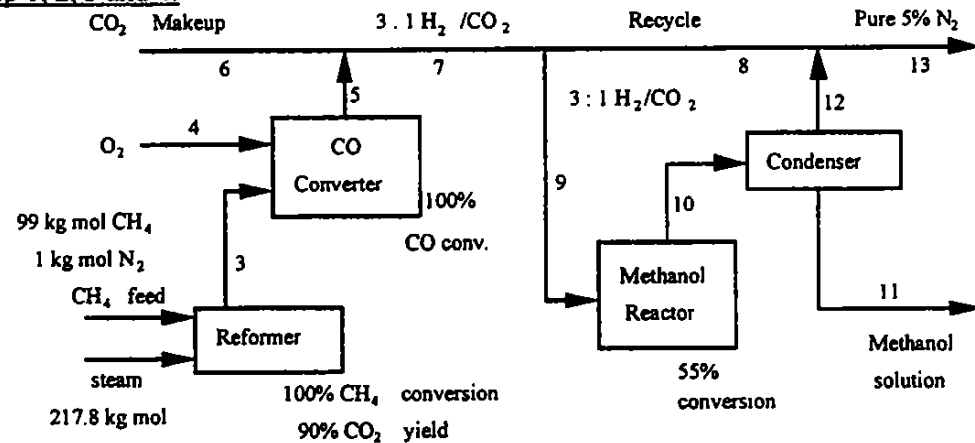 CO₂ Makeup 3 . 1 H₂ /CO₂ Recycle Pure 5% N₂
6 7 8 13
5 3 : 1 H₂/CO ₂ 12
4
O₂ CO
Converter
Condenser
9 10
100%
CO conv.
99 kg mol CH₄
1 kg mol N₂
3
CH₄ feed
Methanol
Reactor
11
Reformer
Methanol
solution
steam
217.8 kg mol
100% CH₄ conversion
90% CO₂ yield
55%
conversion